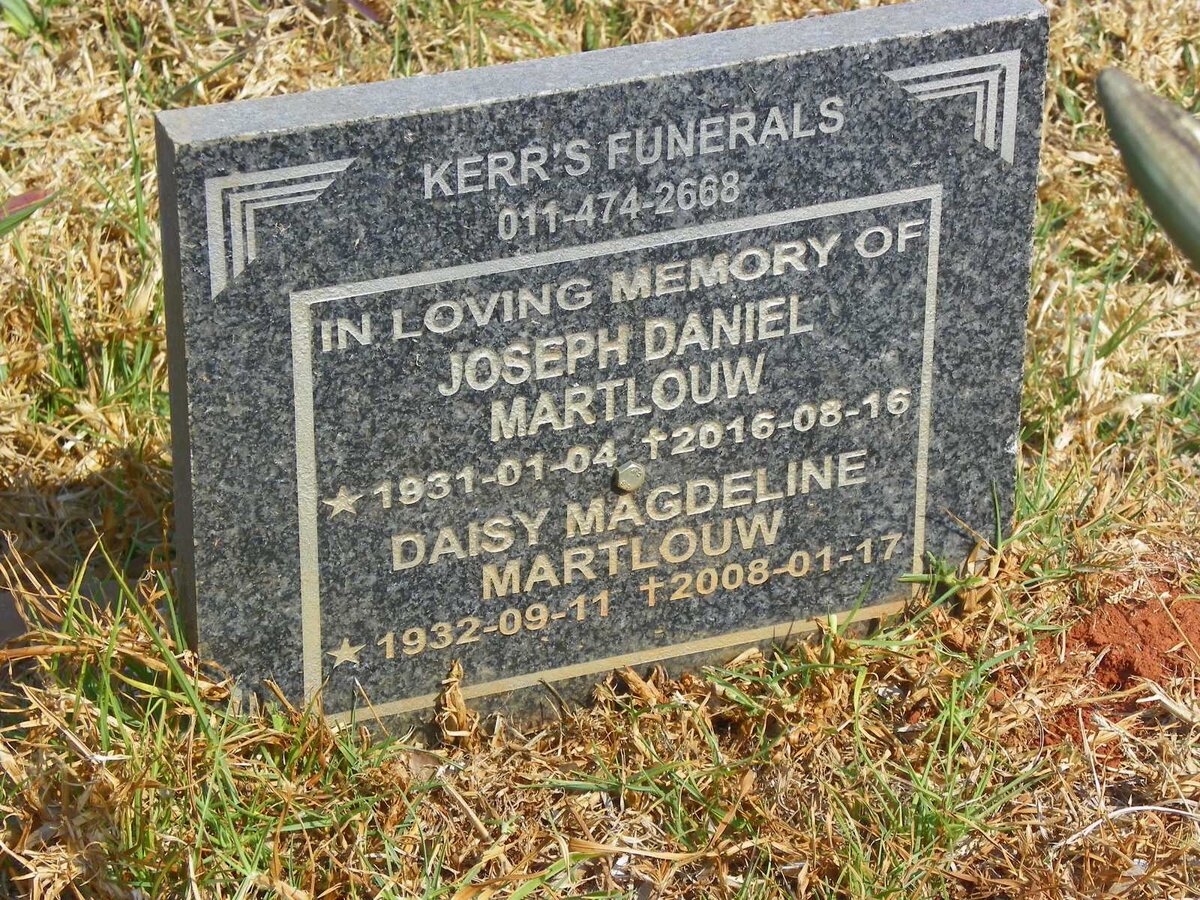 KERR'S FUNERALS
011-474-2668
IN LOVING MEMORY OF
JOSEPH DANIEL
MARTLOUW
★1931-01-04 ✝2016-08-16
DAISY MAGDELINE
MARTLOUW
★1932-09-11 ✝2008-01-17